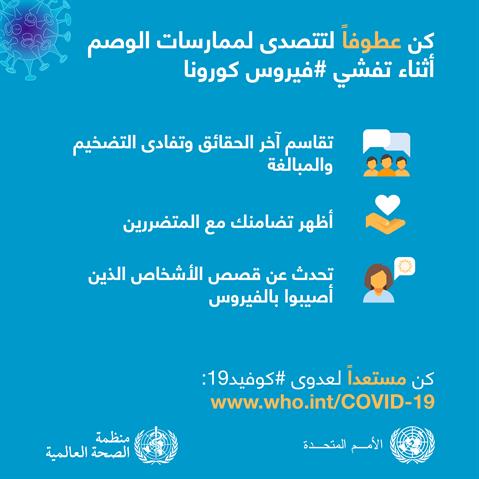 كن عطوفاً لتتصدى لممارسات الوصم
أثناء تفشي #فيروس كورونا
تقاسم آخر الحقائق وتفادى التضخيم
والمبالغة
أظهر تضامنك مع المتضررين
تحدث عن قصص الأشخاص الذين
أصيبوا بالفيروس
كن مستعداً لعدوى #كوفيد19:
www.who.int/COVID-19
الأمم المتحدة
منظمة
الصحة العالمية